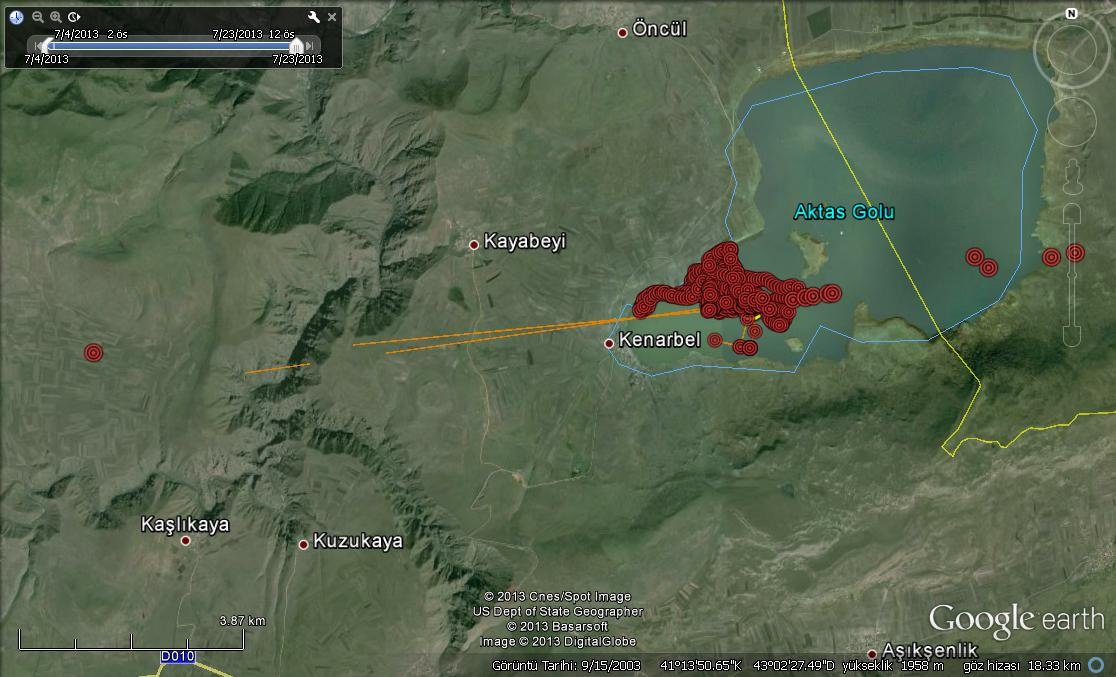 7/4/2013 2 ös 7/23/2013 12 ös
7/4/2013 7/23/2013
Öncül
N
Aktas Golu
Kayabeyi
Kenarbel
Kaşlıkaya
Kuzukaya
© 2013 Cnes/Spot Image
US Dept of State Geographer
© 2013 Basarsoft
Image © 2013 DigitalGlobe
Google earth
3.87 km
D010
Aşıkşenlik
Görüntü Tarihi: 9/15/2003 41°13'50.65"K 43°02'27.49"D yükseklik 1958 m göz hizası 18.33 km